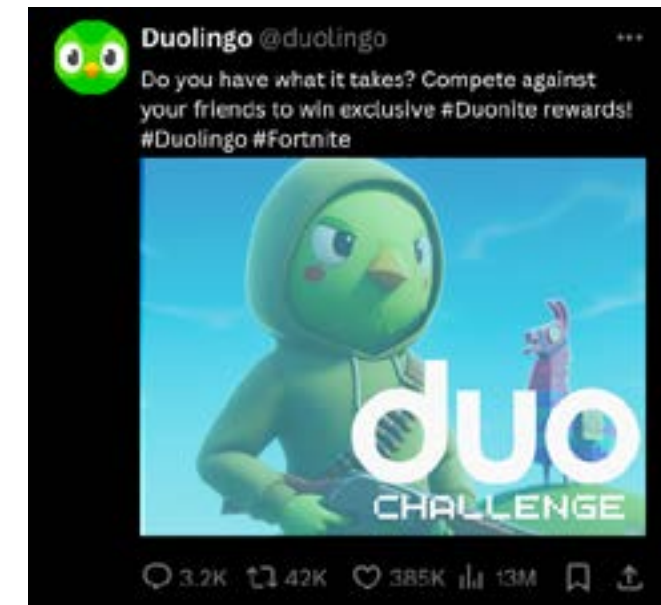 Duolingo @duolingo
Do you have what it takes? Compete against
your friends to win exclusive #Duonite rewards!
#Duolingo #Fortnite
duo
CHALLENGE
3.2K 42K 385K 13M